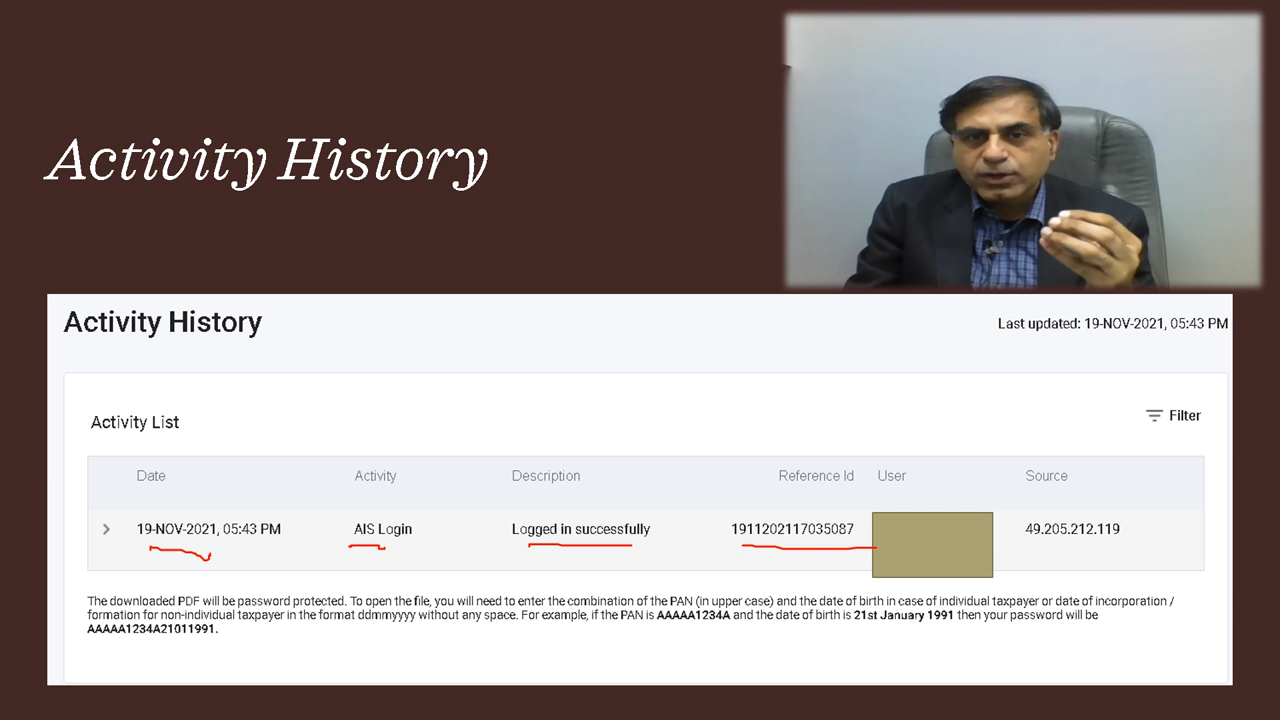 Activity History
Activity History
Last updated: 19-NOV-2021, 05:43 PM
Activity List
Filter
Date Activity Description Reference Id User Source
19-NOV-2021, 05:43 PM AIS Login Logged in successfully 1911202117035087 49.205.212.119
The downloaded PDF will be password protected. To open the file, you will need to enter the combination of the PAN (in upper case) and the date of birth in case of individual taxpayer or date of incorporation /
formation for non-individual taxpayer in the format ddmmyyyy without any space. For example, if the PAN is AAAAA1234A and the date of birth is 21st January 1991 then your password will be
AAAAA1234A21011991.